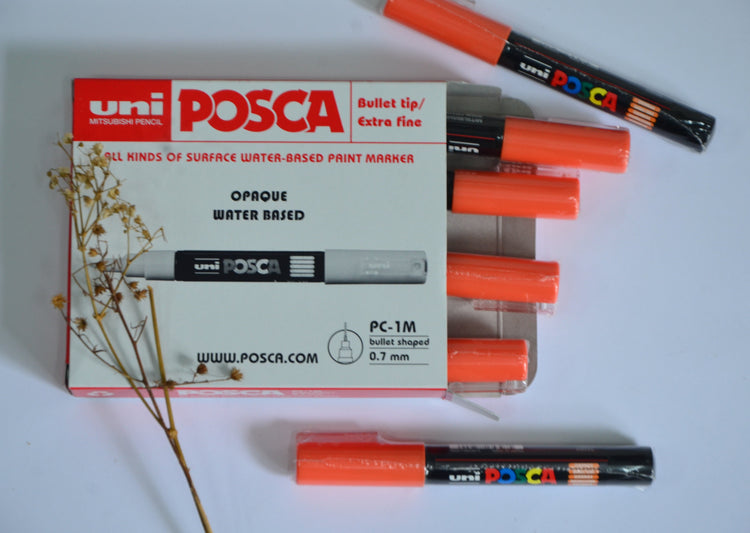 uni POSCA
uni
MITSUBISHI PENCIL
POSCA
Bullet tip/
Extra fine
ALL KINDS OF SURFACE WATER-BASED PAINT MARKER
uni
OPAQUE
WATER BASED
uni POSCA
PC-1M
bullet shaped
0.7 mm
WWW.POSCA.COM
POSCA
uni POSCA